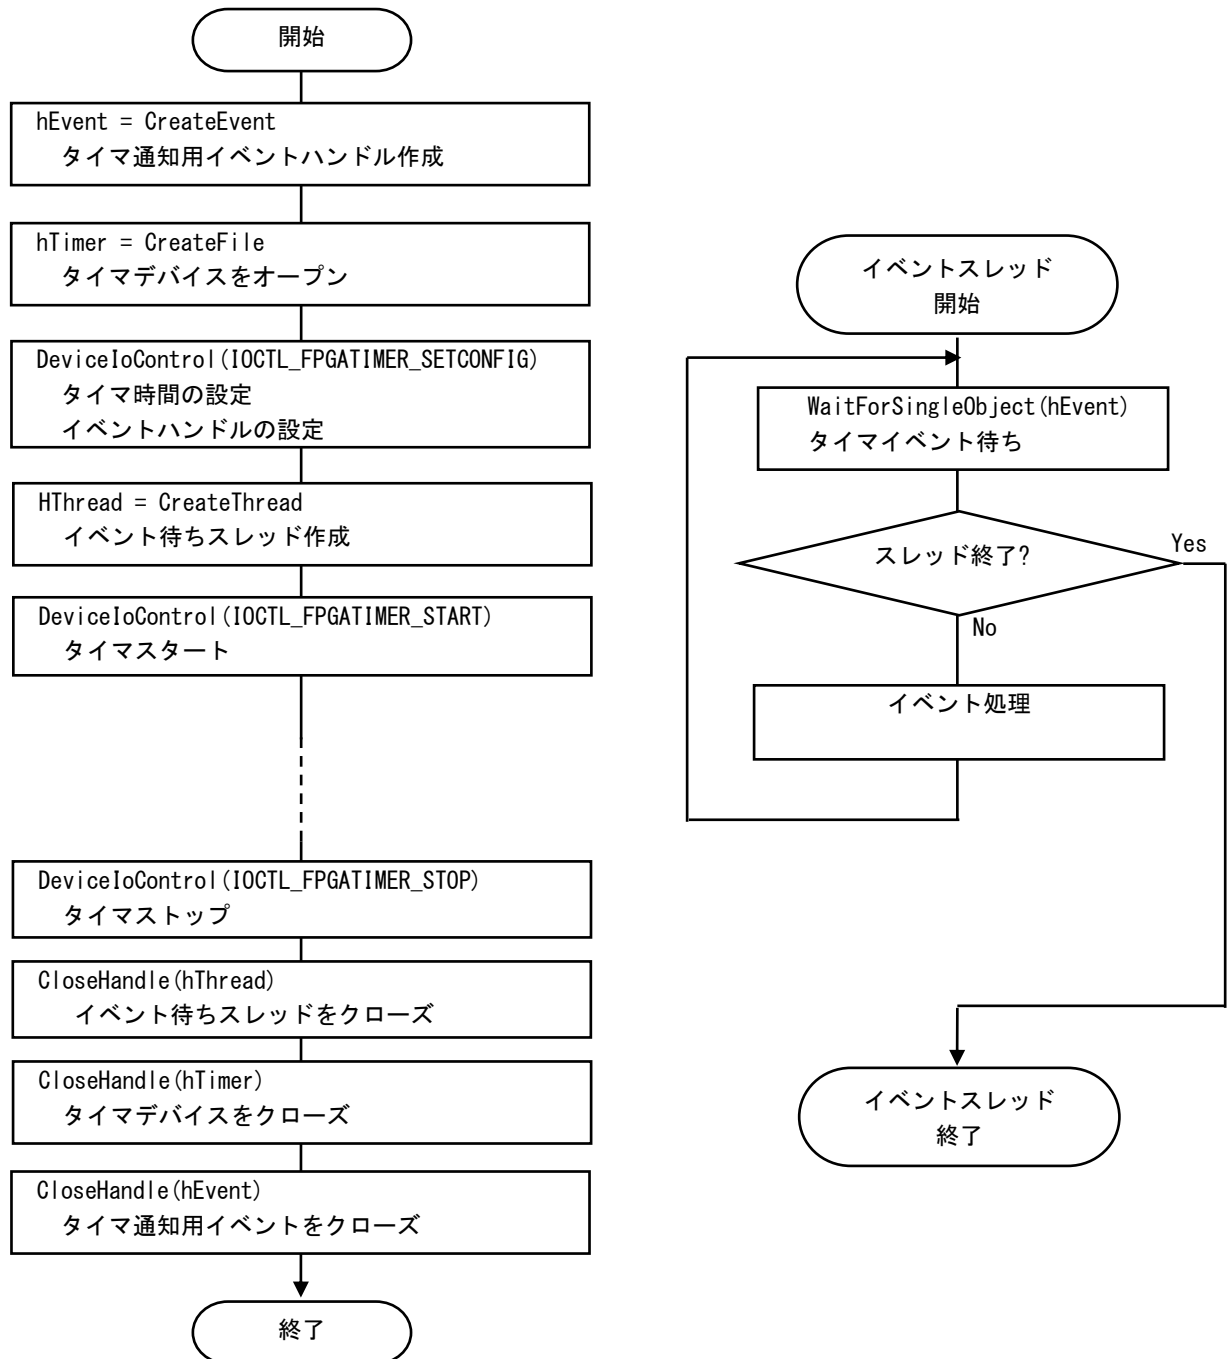 開始
hEvent = CreateEvent
タイマ通知用イベントハンドル作成
hTimer = CreateFile
タイマデバイスをオープン
DeviceIoControl(IOCTL_FPGATIMER_SETCONFIG)
タイマ時間の設定
イベントハンドルの設定
HThread = CreateThread
イベント待ちスレッド作成
DeviceIoControl(IOCTL_FPGATIMER_START)
タイマスタート
DeviceIoControl(IOCTL_FPGATIMER_STOP)
タイマストップ
CloseHandle(hThread)
イベント待ちスレッドをクローズ
CloseHandle(hTimer)
タイマデバイスをクローズ
CloseHandle(hEvent)
タイマ通知用イベントをクローズ
終了
イベントスレッド
開始
WaitForSingleObject(hEvent)
タイマイベント待ち
スレッド終了?
Yes
No
イベント処理
イベントスレッド
終了